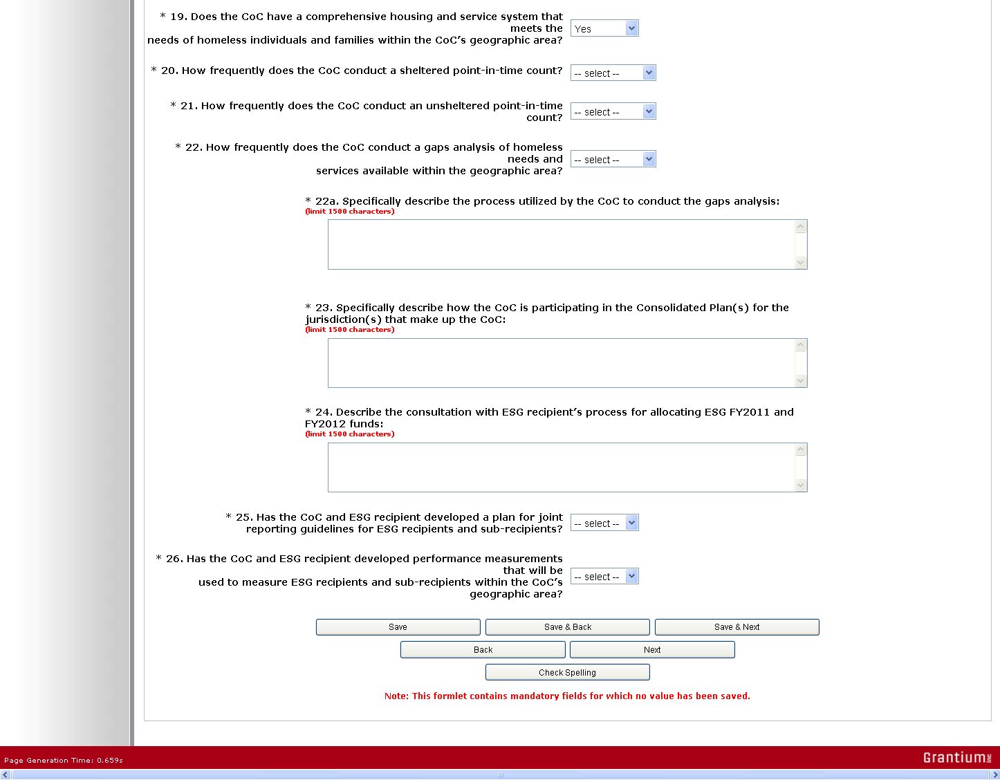 * 19. Does the CoC have a comprehensive housing and service system that
meets the
needs of homeless individuals and families within the CoC's geographic area?
Yes
* 20. How frequently does the CoC conduct a sheltered point-in-time count?
-- select --
* 21. How frequently does the CoC conduct an unsheltered point-in-time
count?
-- select --
* 22. How frequently does the CoC conduct a gaps analysis of homeless
needs and
services available within the geographic area?
-- select --
* 22a. Specifically describe the process utilized by the CoC to conduct the gaps analysis:
(limit 1500 characters)
* 23. Specifically describe how the CoC is participating in the Consolidated Plan(s) for the
jurisdiction(s) that make up the CoC:
(limit 1500 characters)
* 24. Describe the consultation with ESG recipient's process for allocating ESG FY2011 and
FY2012 funds:
(limit 1500 characters)
* 25. Has the CoC and ESG recipient developed a plan for joint
reporting guidelines for ESG recipients and sub-recipients?
-- select --
* 26. Has the CoC and ESG recipient developed performance measurements
that will be
used to measure ESG recipients and sub-recipients within the CoC's
geographic area?
-- select --
Save
Save & Back
Save & Next
Back
Next
Check Spelling
Note: This formlet contains mandatory fields for which no value has been saved.
Page Generation Time: 0.659s
Grantium inc